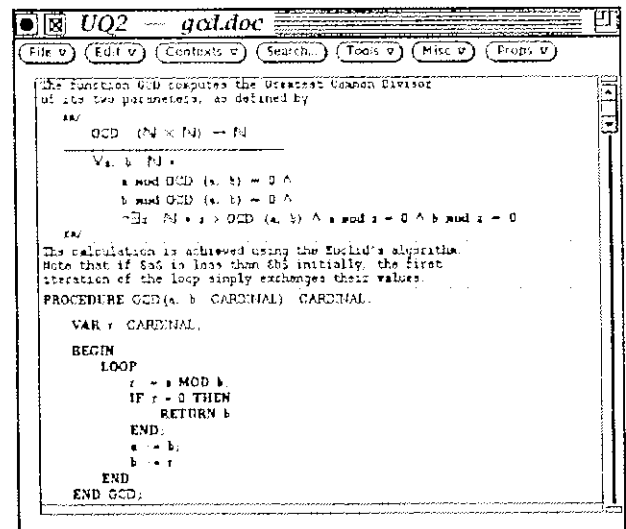 UQ2 — gcd.doc
File Edit Contexts Search... Tools Misc Props
The function GCD computes the Greatest Common Divisor
of its two parameters, as defined by
GCD (ℕ × ℕ) → ℕ
∀a, b ℕ •
a mod GCD (a, b) = 0 ∧
b mod GCD (a, b) = 0 ∧
¬∃z ℕ • z > GCD (a, b) ∧ a mod z = 0 ∧ b mod z = 0
The calculation is achieved using the Euclid's algorithm.
Note that if $a$ is less than $b$ initially, the first
iteration of the loop simply exchanges their values.
PROCEDURE GCD(a, b CARDINAL) CARDINAL;
VAR r CARDINAL;
BEGIN
LOOP
r := a MOD b;
IF r = 0 THEN
RETURN b
END;
a := b;
b := r
END
END GCD;